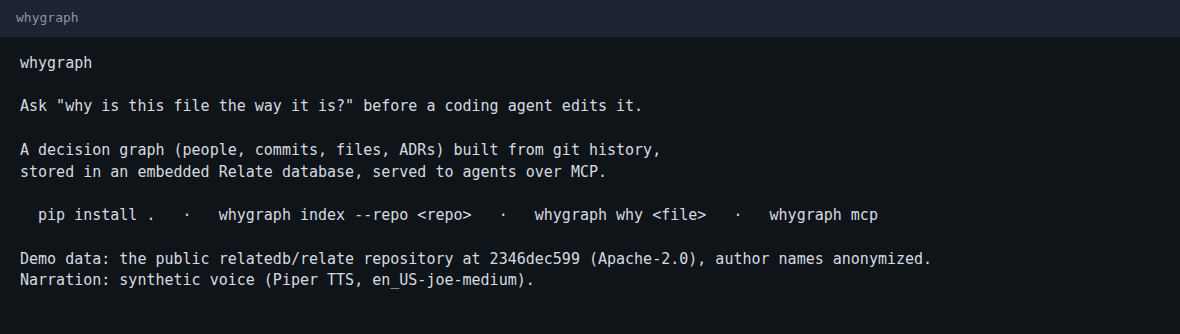 whygraph
whygraph
Ask "why is this file the way it is?" before a coding agent edits it.
A decision graph (people, commits, files, ADRs) built from git history,
stored in an embedded Relate database, served to agents over MCP.
pip install .   ·   whygraph index --repo <repo>   ·   whygraph why <file>   ·   whygraph mcp
Demo data: the public relatedb/relate repository at 2346dec599 (Apache-2.0), author names anonymized.
Narration: synthetic voice (Piper TTS, en_US-joe-medium).